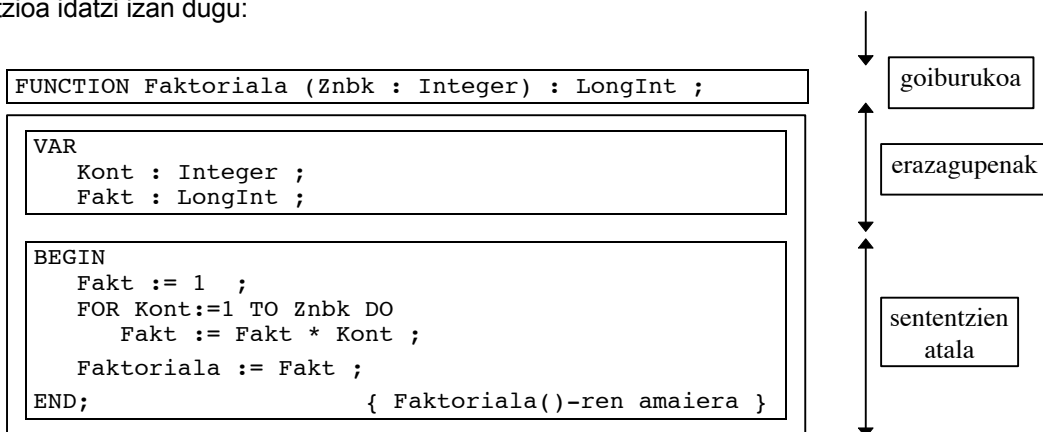 tzioa idatzi izan dugu:
FUNCTION Faktoriala (Znbk : Integer) : LongInt ;
goiburukoa
VAR
Kont : Integer ;
Fakt : LongInt ;
erazagupenak
BEGIN
Fakt := 1 ;
FOR Kont:=1 TO Znbk DO
Fakt := Fakt * Kont ;
Faktoriala := Fakt ;
END; { Faktoriala()-ren amaiera }
sententzien
atala